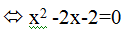 ⇔ x² -2x-2=0